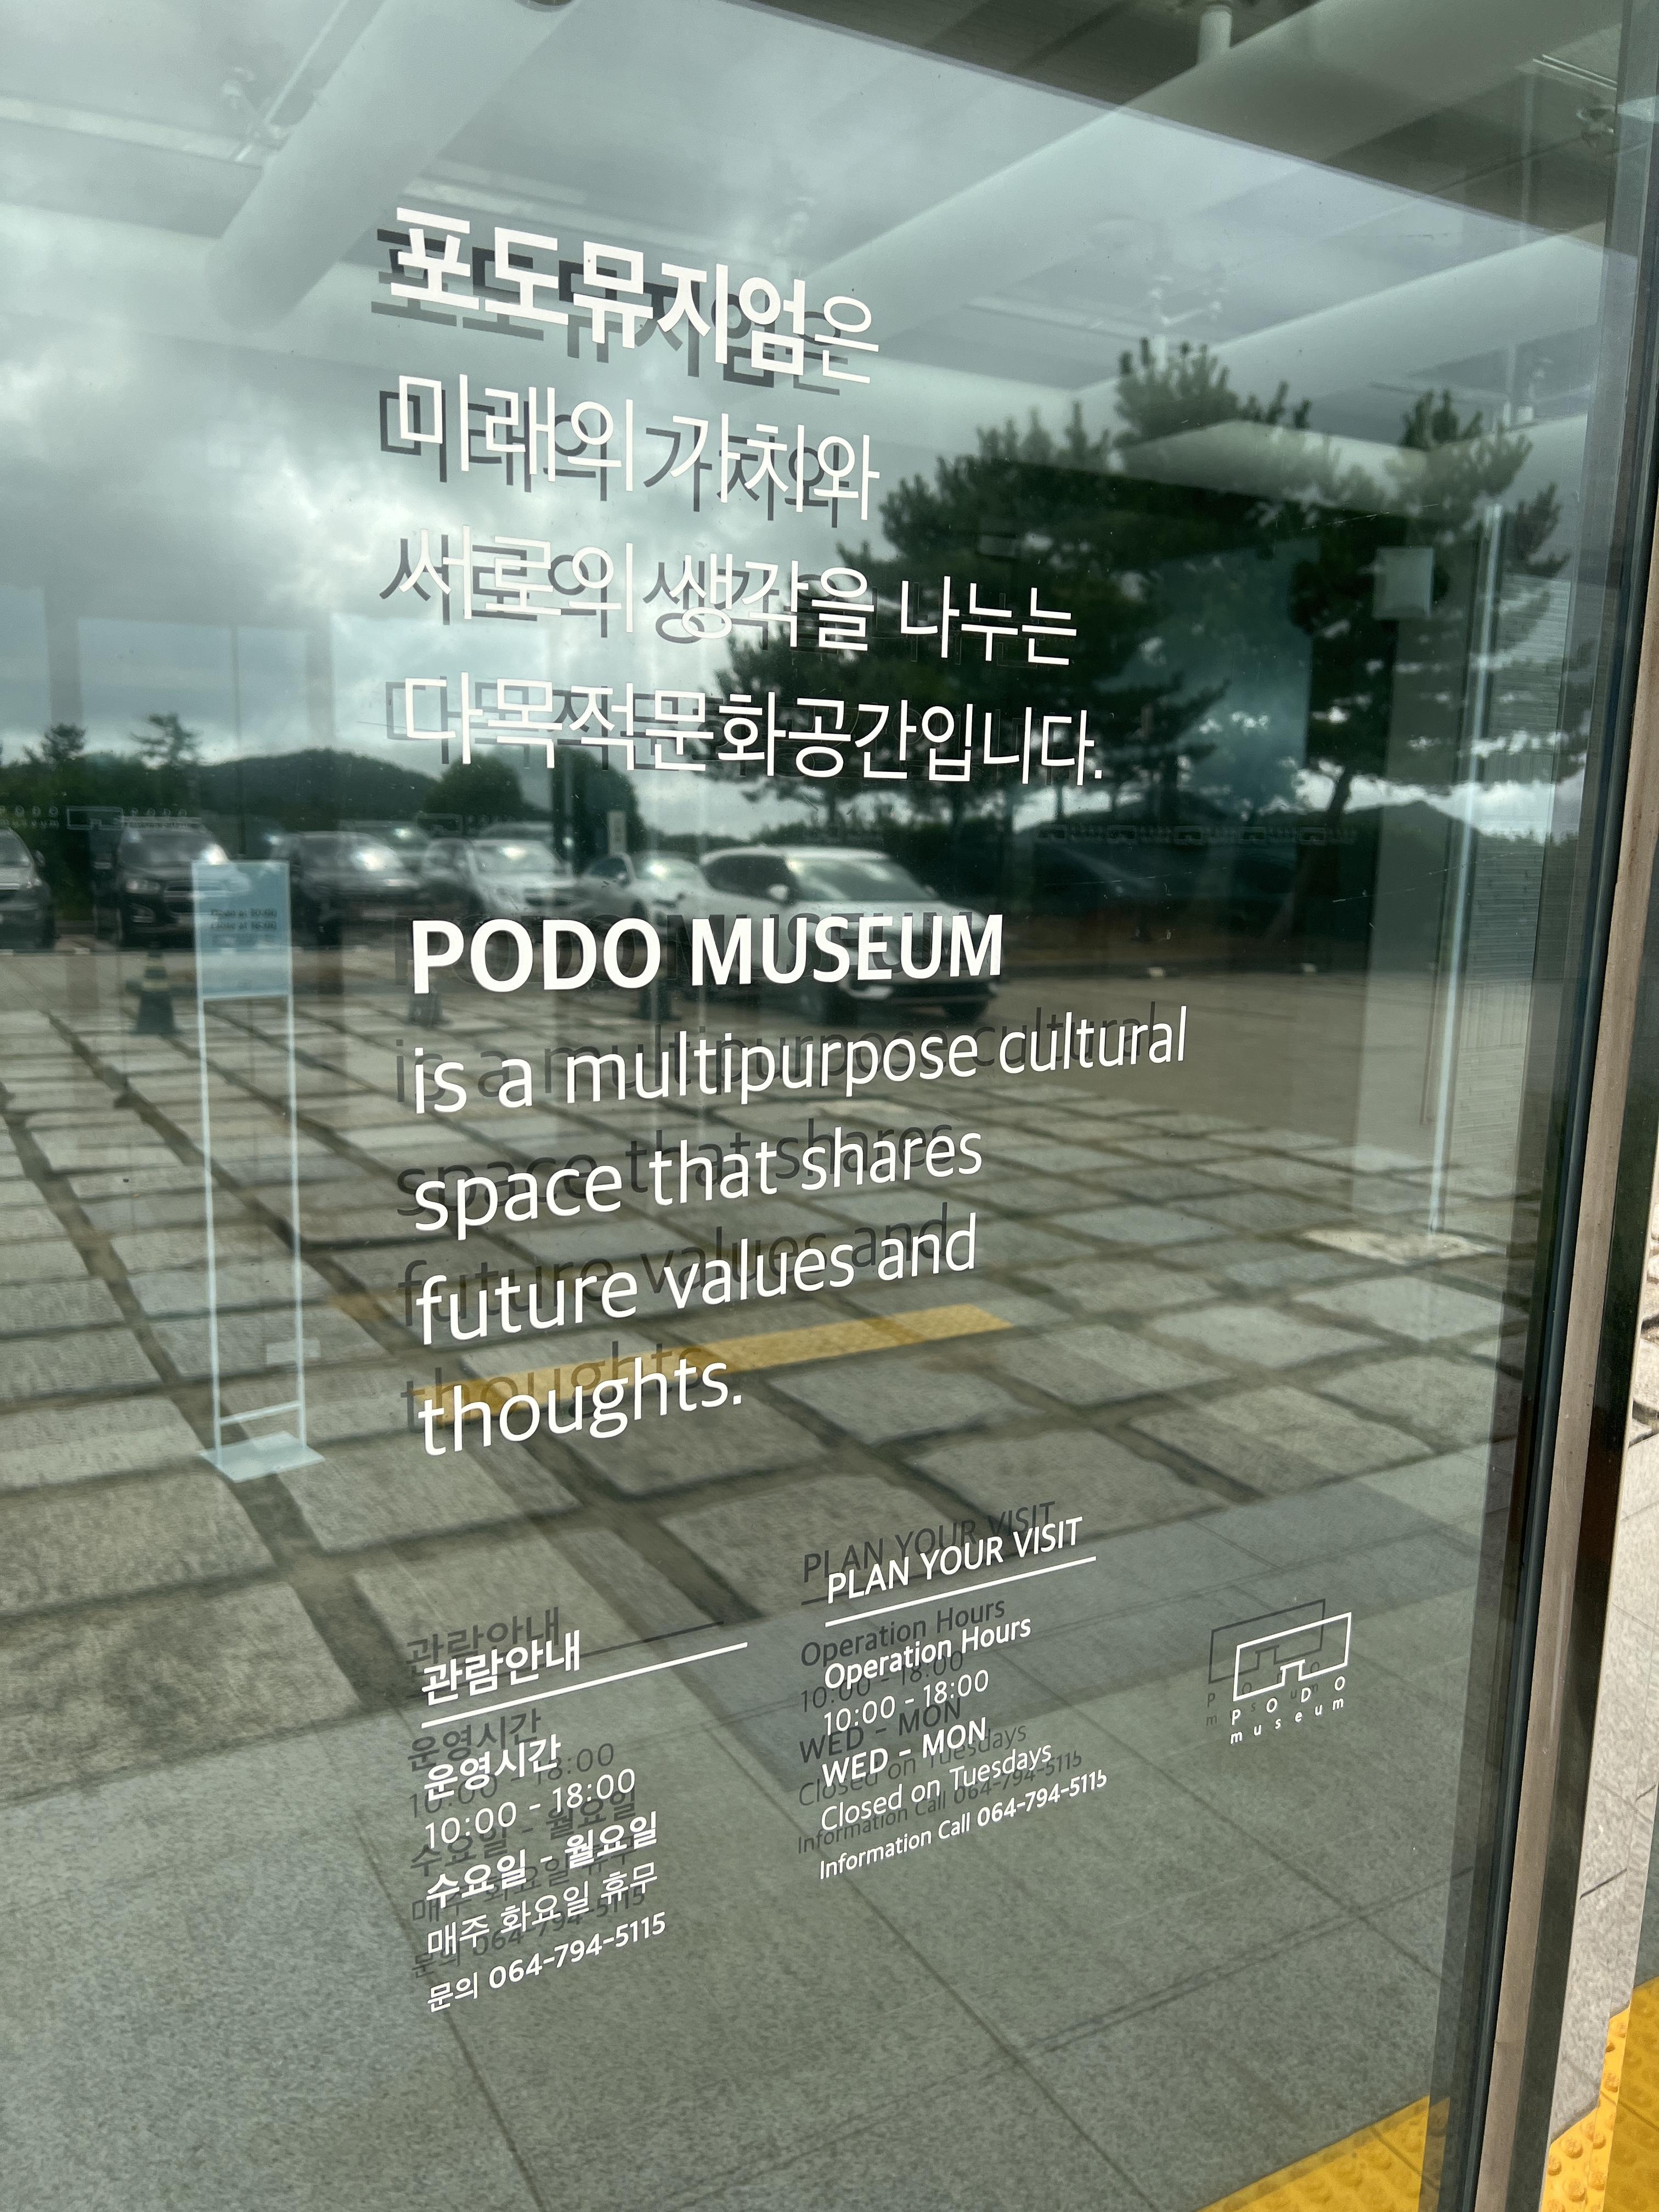 포도뮤지엄은
미래의 가치와
서로의 생각을 나누는
다목적문화공간입니다.
PODO MUSEUM
is a multipurpose cultural
space that shares
future values and
thoughts.
관람안내
운영시간
10:00 - 18:00
수요일 - 월요일
매주 화요일 휴무
문의 064-794-5115
PLAN YOUR VISIT
Operation Hours
10:00 - 18:00
WED - MON
Closed on Tuesdays
Information Call 064-794-5115
PODO
museum